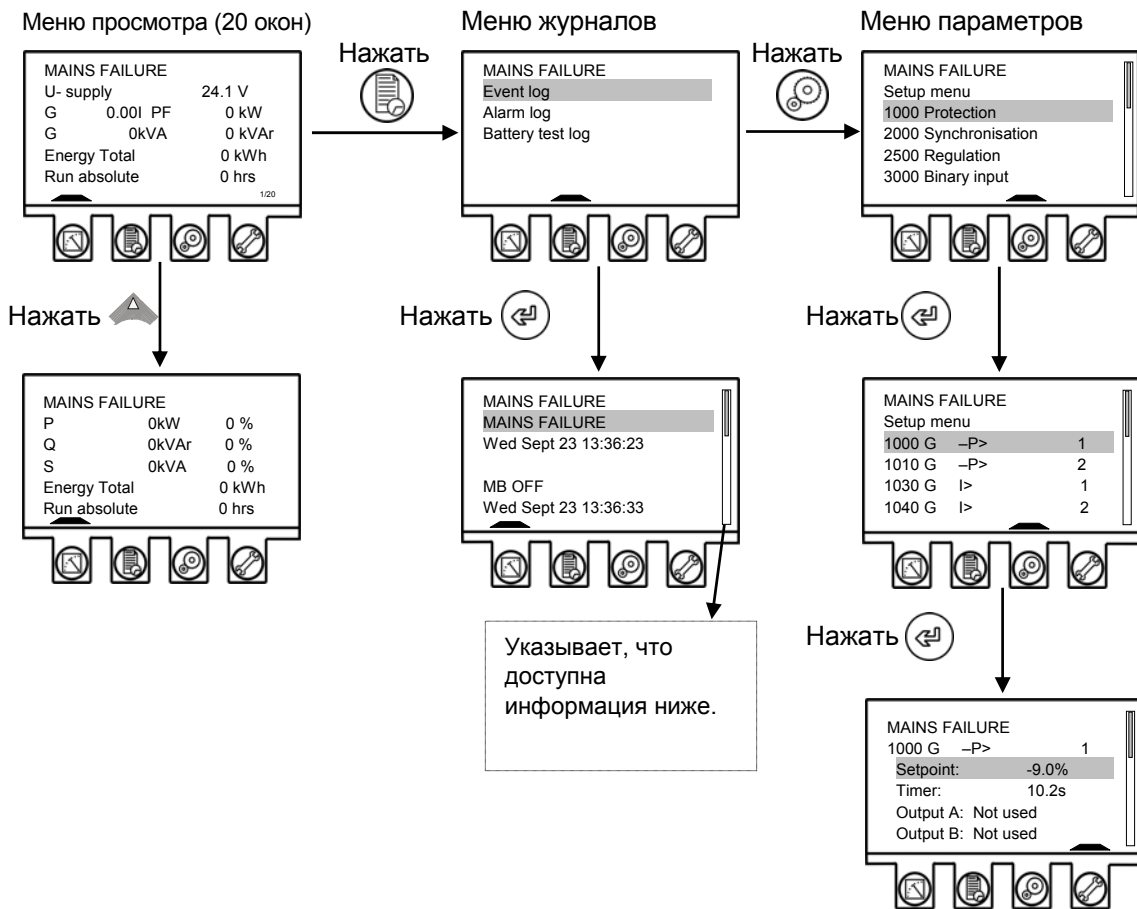 Меню просмотра (20 окон)
MAINS FAILURE
U- supply 24.1 V
G 0.00I PF 0 kW
G 0kVA 0 kVAr
Energy Total 0 kWh
Run absolute 0 hrs
1/20
Нажать
Меню журналов
MAINS FAILURE
Event log
Alarm log
Battery test log
Нажать
Меню параметров
MAINS FAILURE
Setup menu
1000 Protection
2000 Synchronisation
2500 Regulation
3000 Binary input
Нажать
MAINS FAILURE
P 0kW 0 %
Q 0kVAr 0 %
S 0kVA 0 %
Energy Total 0 kWh
Run absolute 0 hrs
Нажать
MAINS FAILURE
MAINS FAILURE
Wed Sept 23 13:36:23
MB OFF
Wed Sept 23 13:36:33
Указывает, что
доступна
информация ниже.
Нажать
MAINS FAILURE
Setup menu
1000 G –P> 1
1010 G –P> 2
1030 G I> 1
1040 G I> 2
Нажать
MAINS FAILURE
1000 G –P> 1
Setpoint: -9.0%
Timer: 10.2s
Output A: Not used
Output B: Not used